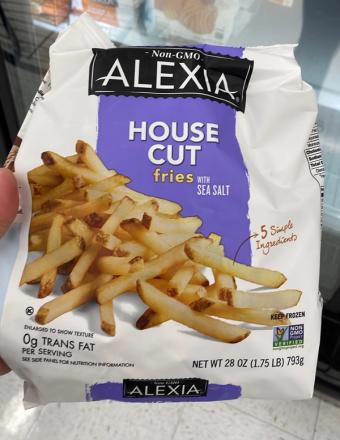 Non-GMO
ALEXIA
HOUSE
CUT
fries WITH
SEA SALT
5 Simple
Ingredients
KEEP FROZEN
ENLARGED TO SHOW TEXTURE
0g TRANS FAT
PER SERVING
SEE SIDE PANEL FOR NUTRITION INFORMATION
NON
GMO
VERIFIED
NET WT 28 OZ (1.75 LB) 793g
Non-GMO
ALEXIA